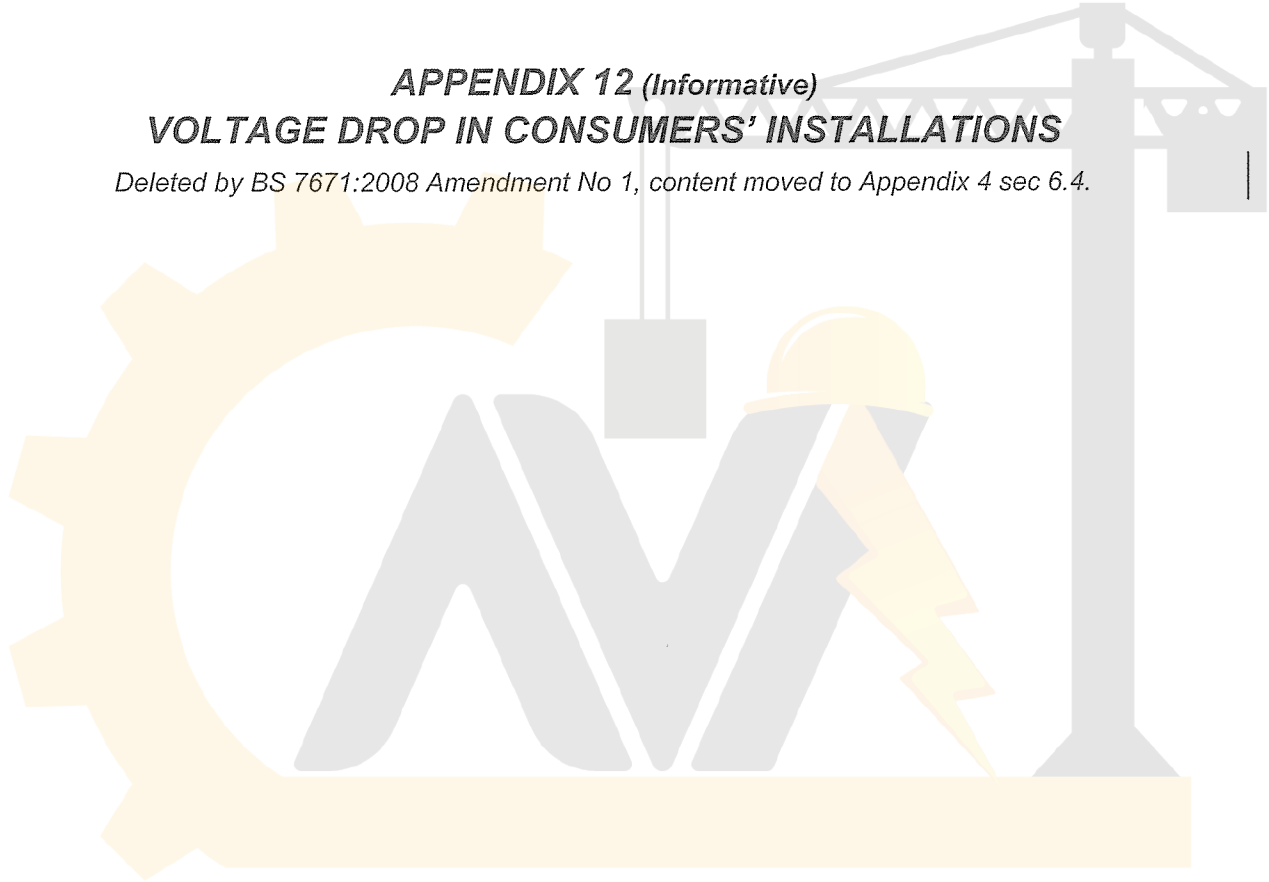 APPENDIX 12 (Informative)
VOLTAGE DROP IN CONSUMERS' INSTALLATIONS
Deleted by BS 7671:2008 Amendment No 1, content moved to Appendix 4 sec 6.4.